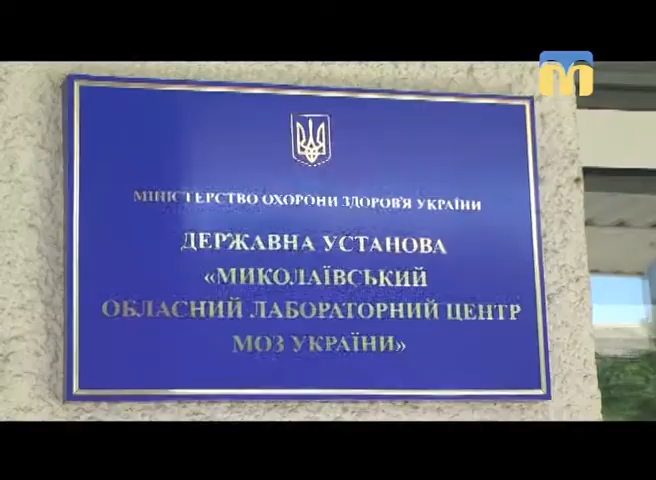 МІНІСТЕРСТВО ОХОРОНИ ЗДОРОВ'Я УКРАЇНИ
ДЕРЖАВНА УСТАНОВА
«МИКОЛАЇВСЬКИЙ
ОБЛАСНИЙ ЛАБОРАТОРНИЙ ЦЕНТР
МОЗ УКРАЇНИ»